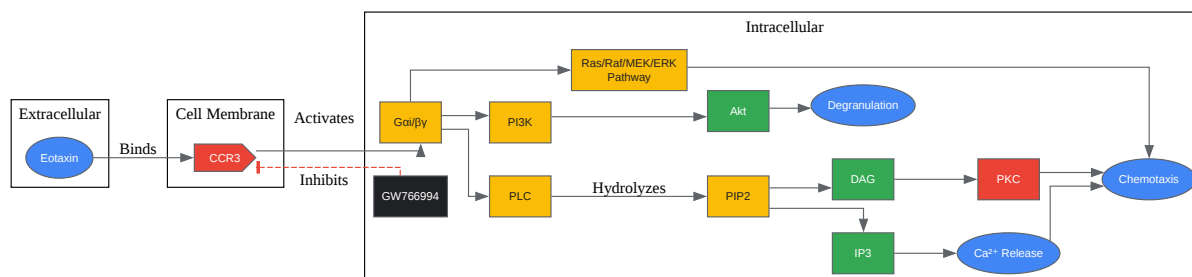 Intracellular
Ras/Raf/MEK/ERK
Pathway
Extracellular
Cell Membrane
Activates
Gαi/βγ
PI3K
Akt
Degranulation
Eotaxin
Binds
CCR3
Inhibits
GW766994
PLC
Hydrolyzes
PIP2
DAG
PKC
Chemotaxis
IP3
Ca²⁺ Release